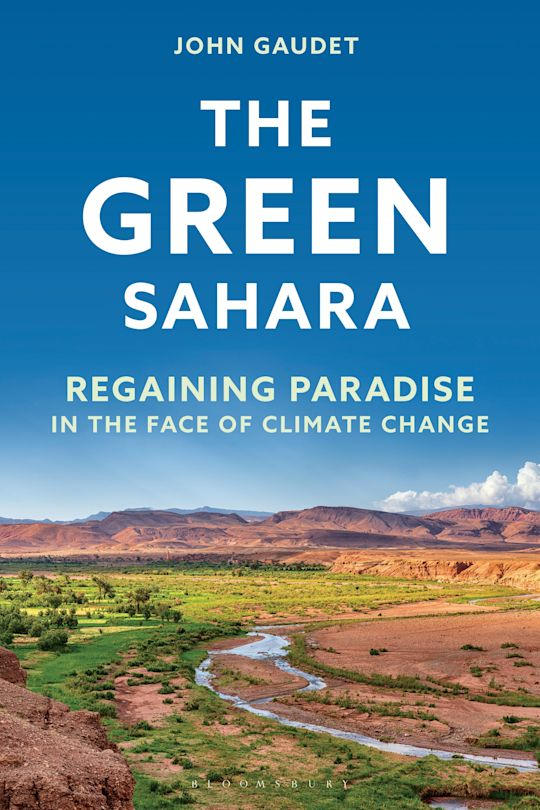 JOHN GAUDET
THE
GREEN
SAHARA
REGAINING PARADISE
IN THE FACE OF CLIMATE CHANGE
BLOOMSBURY